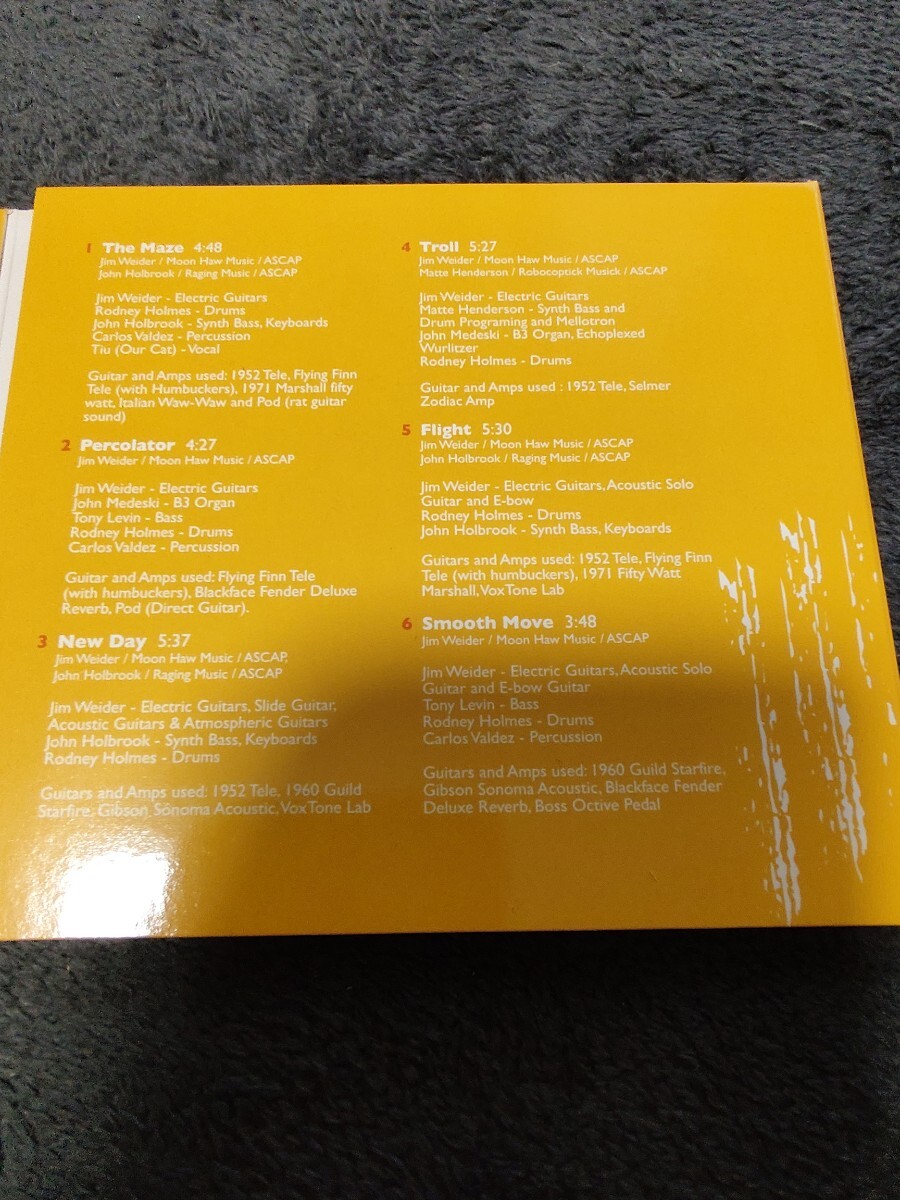 1 The Maze 4:48
Jim Weider / Moon Haw Music / ASCAP
John Holbrook / Raging Music / ASCAP
Jim Weider - Electric Guitars
Rodney Holmes - Drums
John Holbrook - Synth Bass, Keyboards
Carlos Valdez - Percussion
Tiu (Our Cat) - Vocal
Guitar and Amps used: 1952 Tele, Flying Finn
Tele (with Humbuckers), 1971 Marshall fifty
watt, Italian Waw-Waw and Pod (rat guitar
sound)
2 Percolator 4:27
Jim Weider / Moon Haw Music / ASCAP
Jim Weider - Electric Guitars
John Medeski - B3 Organ
Tony Levin - Bass
Rodney Holmes - Drums
Carlos Valdez - Percussion
Guitar and Amps used: Flying Finn Tele
(with humbuckers), Blackface Fender Deluxe
Reverb, Pod (Direct Guitar).
3 New Day 5:37
Jim Weider / Moon Haw Music / ASCAP,
John Holbrook / Raging Music / ASCAP
Jim Weider - Electric Guitars, Slide Guitar,
Acoustic Guitars & Atmospheric Guitars
John Holbrook - Synth Bass, Keyboards
Rodney Holmes - Drums
Guitars and Amps used: 1952 Tele, 1960 Guild
Starfire, Gibson Sonoma Acoustic, Vox Tone Lab
4 Troll 5:27
Jim Weider / Moon Haw Music / ASCAP
Matte Henderson / Robocoptick Musick / ASCAP
Jim Weider - Electric Guitars
Matte Henderson - Synth Bass and
Drum Programing and Mellotron
John Medeski - B3 Organ, Echoplexed
Wurlitzer
Rodney Holmes - Drums
Guitar and Amps used : 1952 Tele, Selmer
Zodiac Amp
5 Flight 5:30
Jim Weider / Moon Haw Music / ASCAP
John Holbrook / Raging Music / ASCAP
Jim Weider - Electric Guitars, Acoustic Solo
Guitar and E-bow
Rodney Holmes - Drums
John Holbrook - Synth Bass, Keyboards
Guitars and Amps used: 1952 Tele, Flying Finn
Tele (with humbuckers), 1971 Fifty Watt
Marshall, Vox Tone Lab
6 Smooth Move 3:48
Jim Weider / Moon Haw Music / ASCAP
Jim Weider - Electric Guitars, Acoustic Solo
Guitar and E-bow Guitar
Tony Levin - Bass
Rodney Holmes - Drums
Carlos Valdez - Percussion
Guitars and Amps used: 1960 Guild Starfire,
Gibson Sonoma Acoustic, Blackface Fender
Deluxe Reverb, Boss Octive Pedal